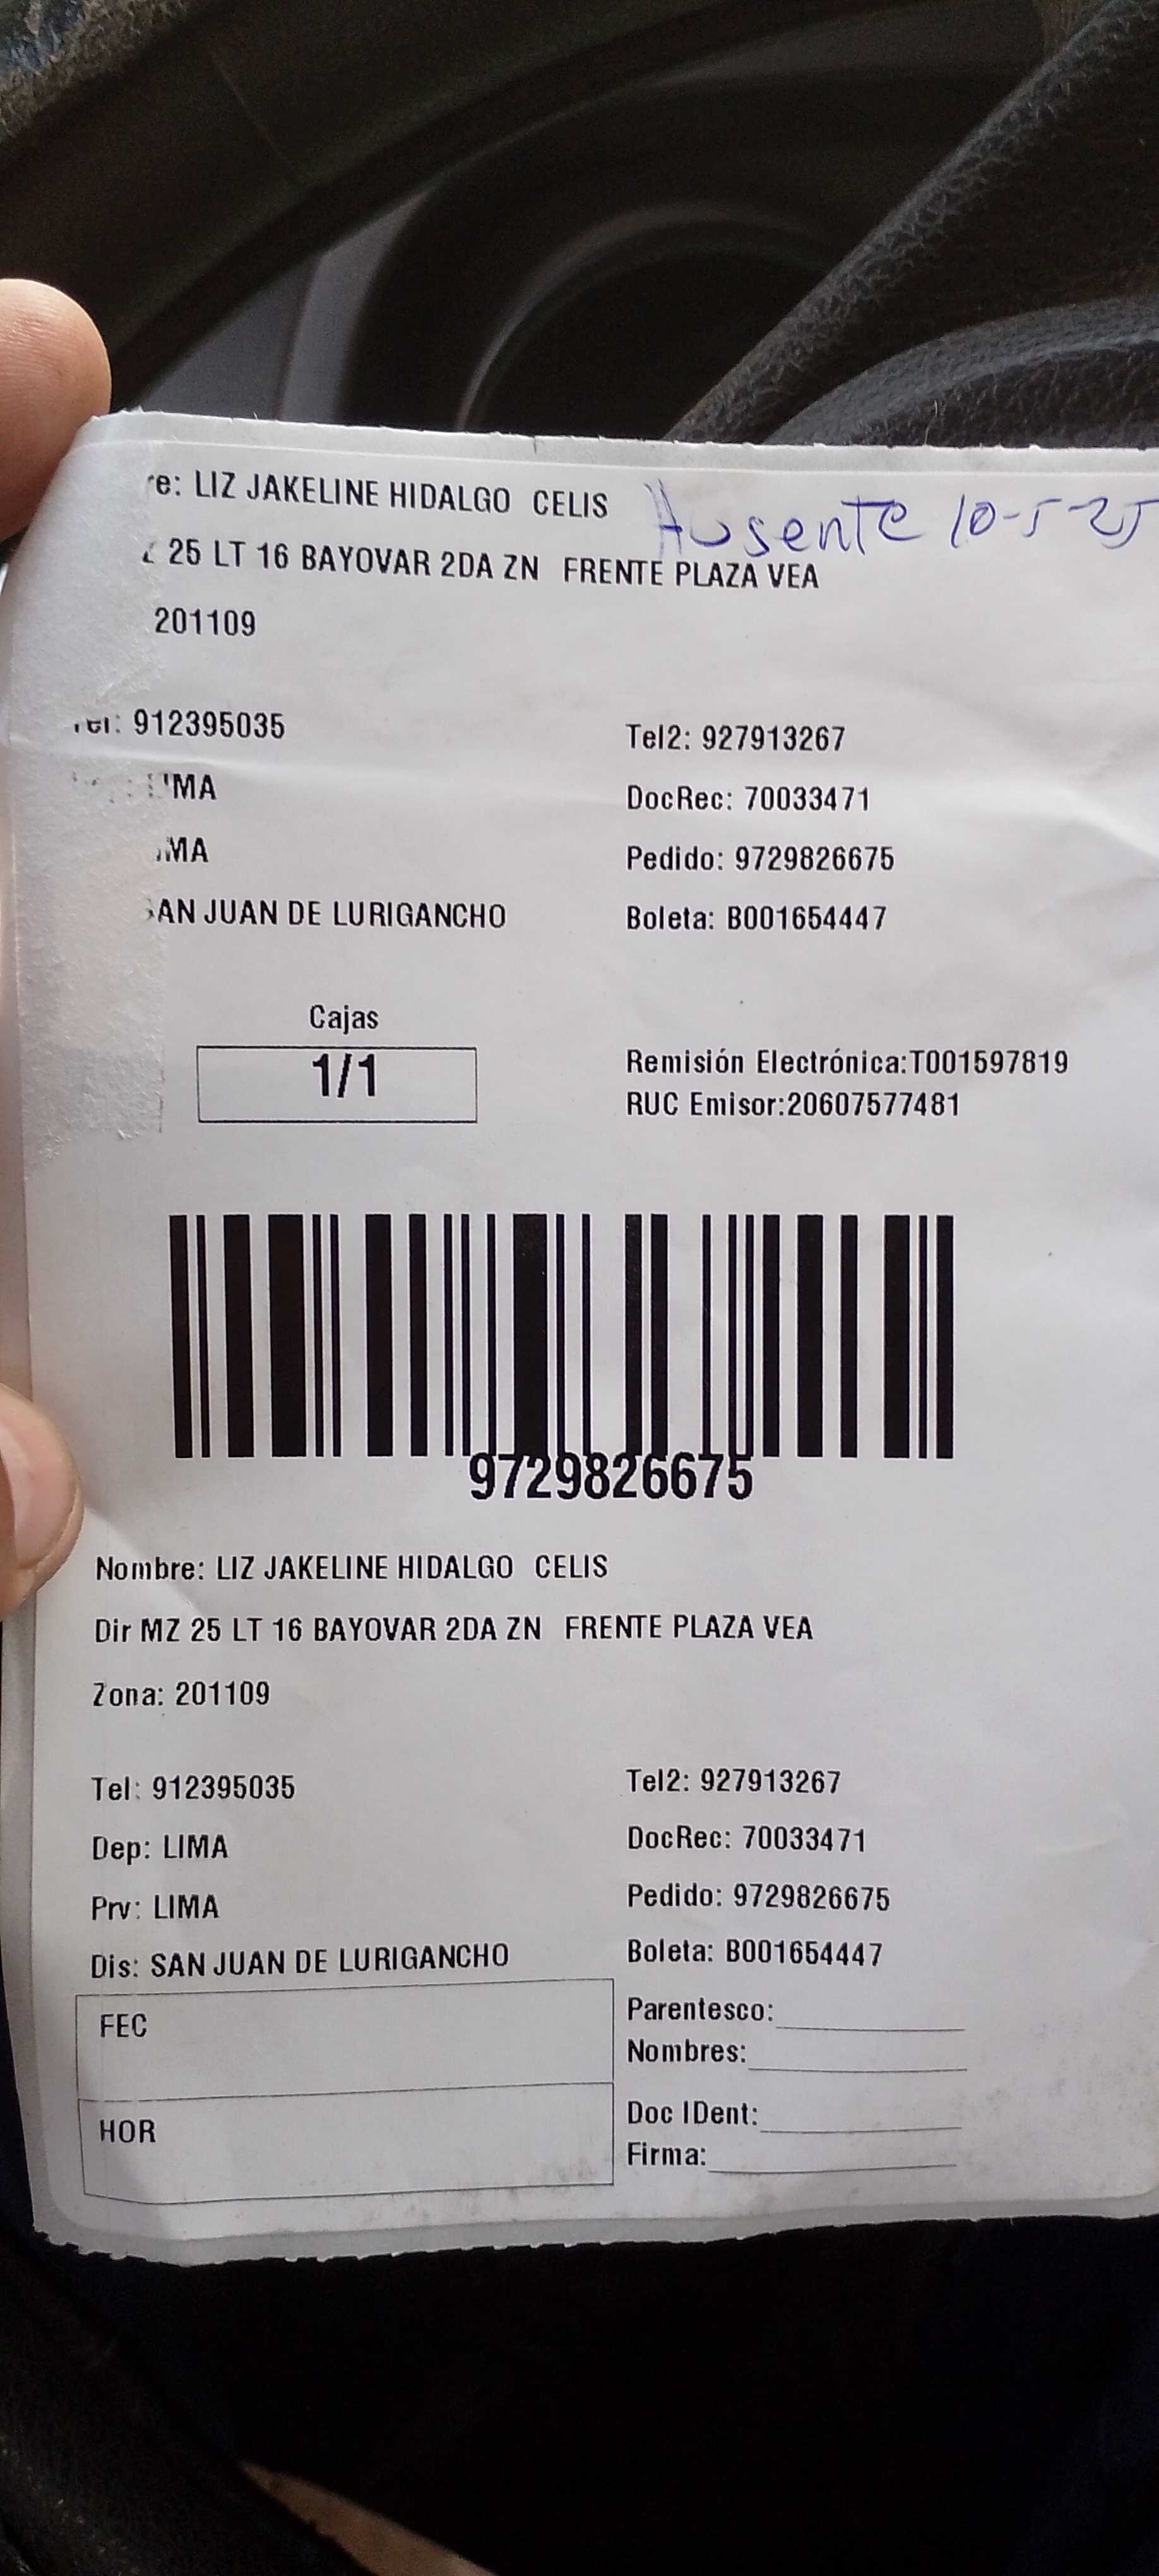 re: LIZ JAKELINE HIDALGO CELIS
Ausente 10-5-25
25 LT 16 BAYOVAR 2DA ZN FRENTE PLAZA VEA
201109
Tel: 912395035
Tel2: 927913267
IMA
DocRec: 70033471
MA
Pedido: 9729826675
SAN JUAN DE LURIGANCHO
Boleta: B001654447
Cajas
1/1
Remisión Electrónica:T001597819
RUC Emisor:20607577481
9729826675
Nombre: LIZ JAKELINE HIDALGO CELIS
Dir MZ 25 LT 16 BAYOVAR 2DA ZN FRENTE PLAZA VEA
Zona: 201109
Tel: 912395035
Tel2: 927913267
Dep: LIMA
DocRec: 70033471
Prv: LIMA
Pedido: 9729826675
Dis: SAN JUAN DE LURIGANCHO
Boleta: B001654447
FEC
Parentesco:
Nombres:
HOR
Doc IDent:
Firma: